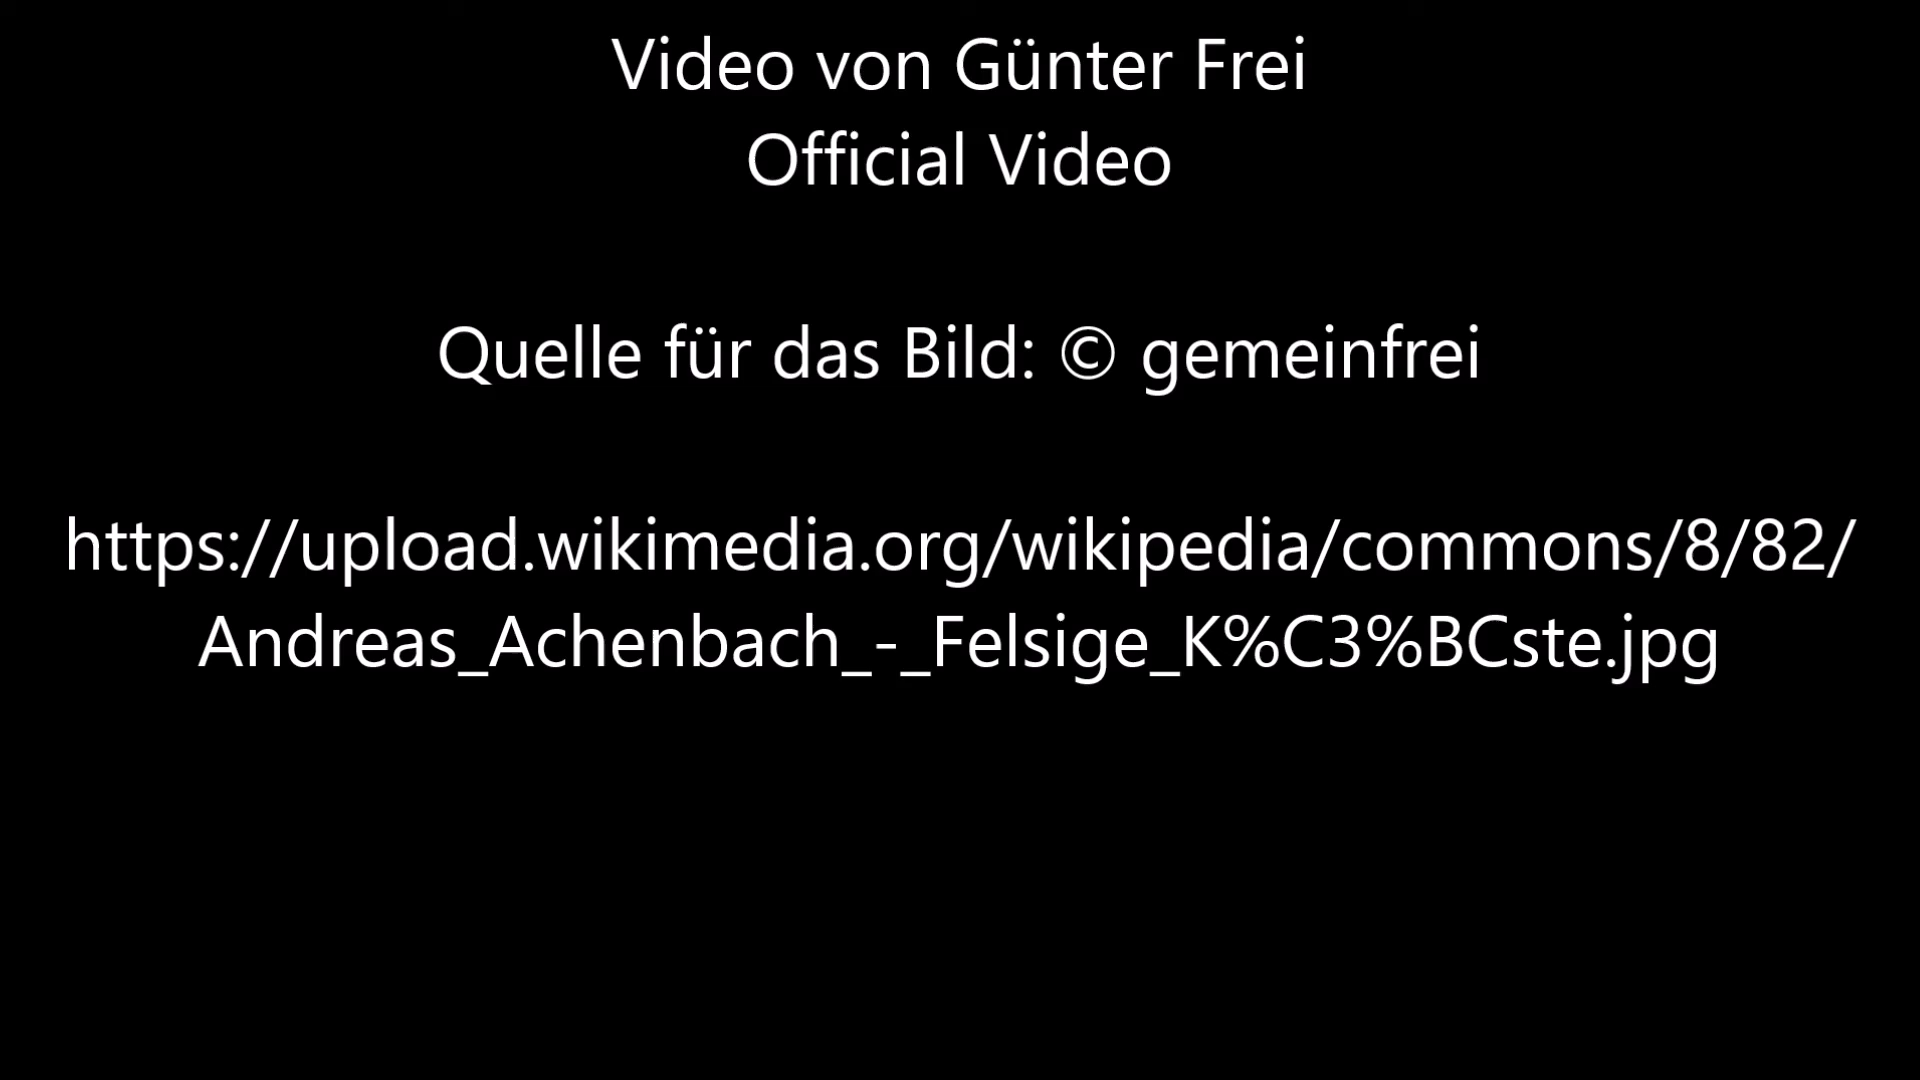 Video von Günter Frei
Official Video
Quelle für das Bild: © gemeinfrei
https://upload.wikimedia.org/wikipedia/commons/8/82/
Andreas_Achenbach_-_Felsige_K%C3%BCste.jpg